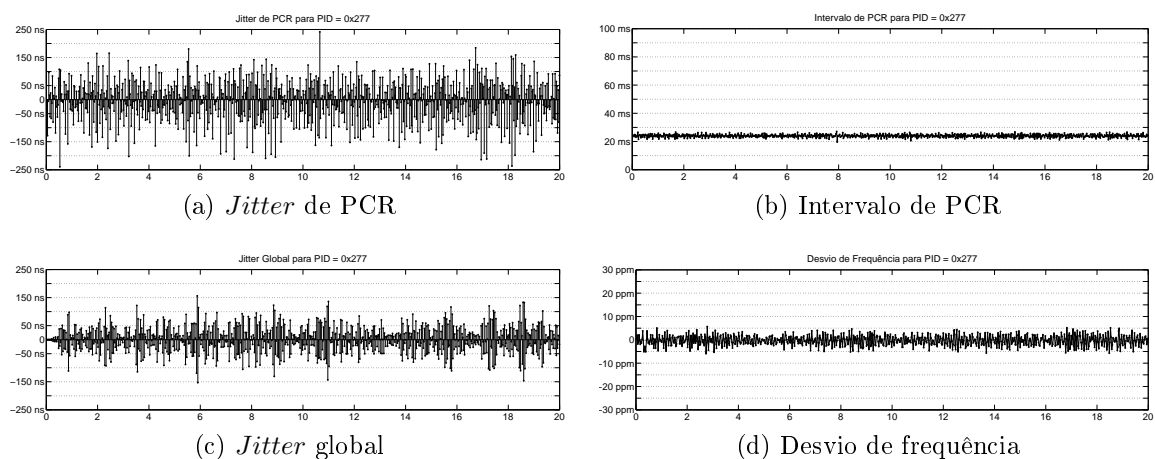 Jitter de PCR para PID = 0x277
250 ns
150
50 ns
0
−50 ns
−150
−250 ns
0 2 4 6 8 10 12 14 16 18 20
(a) Jitter de PCR
Intervalo de PCR para PID = 0x277
100 ms
80 ms
60 ms
40 ms
20 ms
0
0 2 4 6 8 10 12 14 16 18 20
(b) Intervalo de PCR
Jitter Global para PID = 0x277
250 ns
150
50 ns
0
−50 ns
−150
−250 ns
0 2 4 6 8 10 12 14 16 18 20
(c) Jitter global
Desvio de Frequência para PID = 0x277
30 ppm
20 ppm
10 ppm
0
-10 ppm
-20 ppm
-30 ppm
0 2 4 6 8 10 12 14 16 18 20
(d) Desvio de frequência